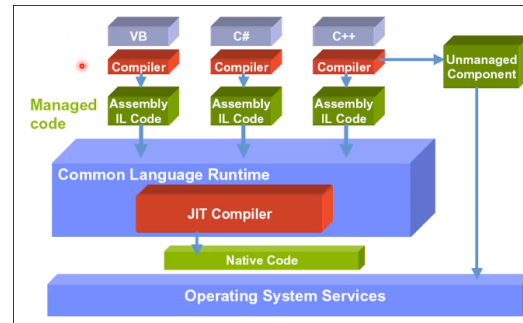 VB
C#
C++
Compiler
Compiler
Compiler
Unmanaged
Component
Managed
code
Assembly
IL Code
Assembly
IL Code
Assembly
IL Code
Common Language Runtime
JIT Compiler
Native Code
Operating System Services